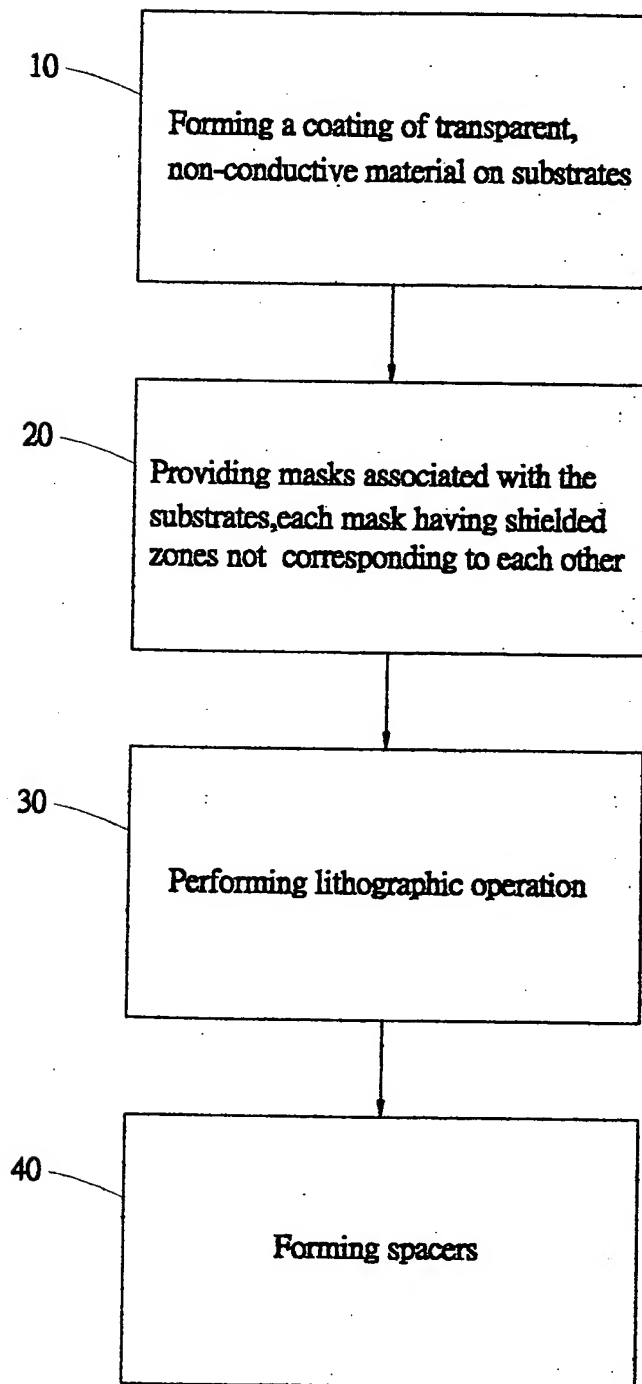 10
Forming a coating of transparent,
non-conductive material on substrates
20
Providing masks associated with the
substrates,each mask having shielded
zones not corresponding to each other
30
Performing lithographic operation
40
Forming spacers